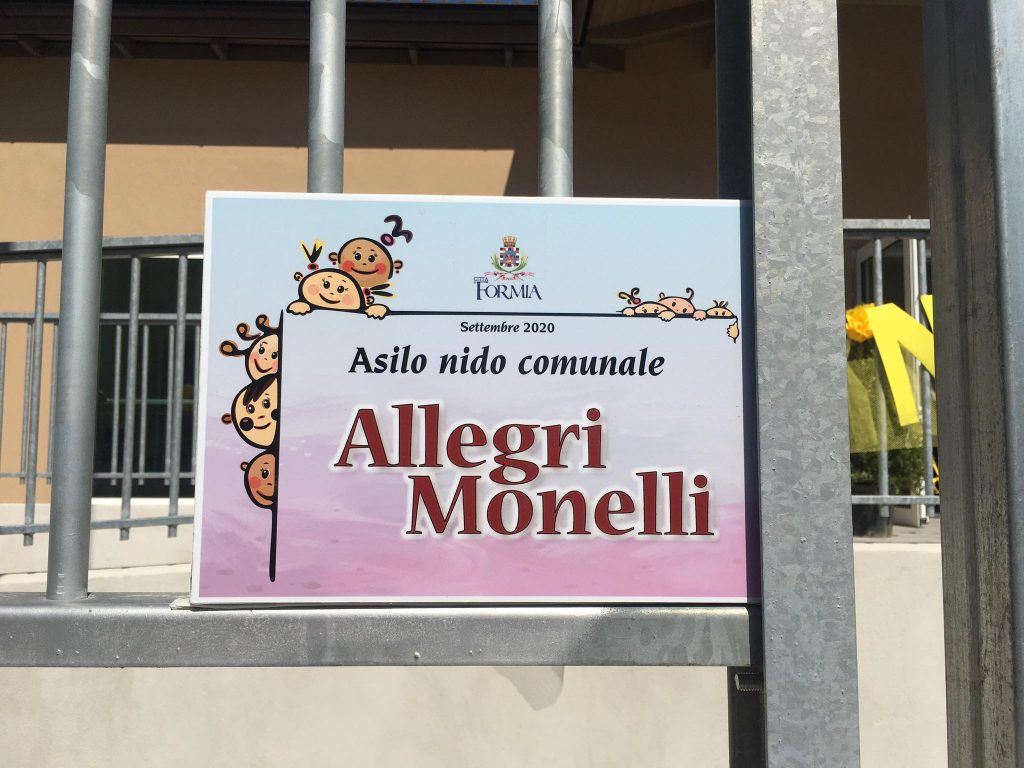 CITTÀ
FORMIA
Settembre 2020
Asilo nido comunale
Allegri
Monelli